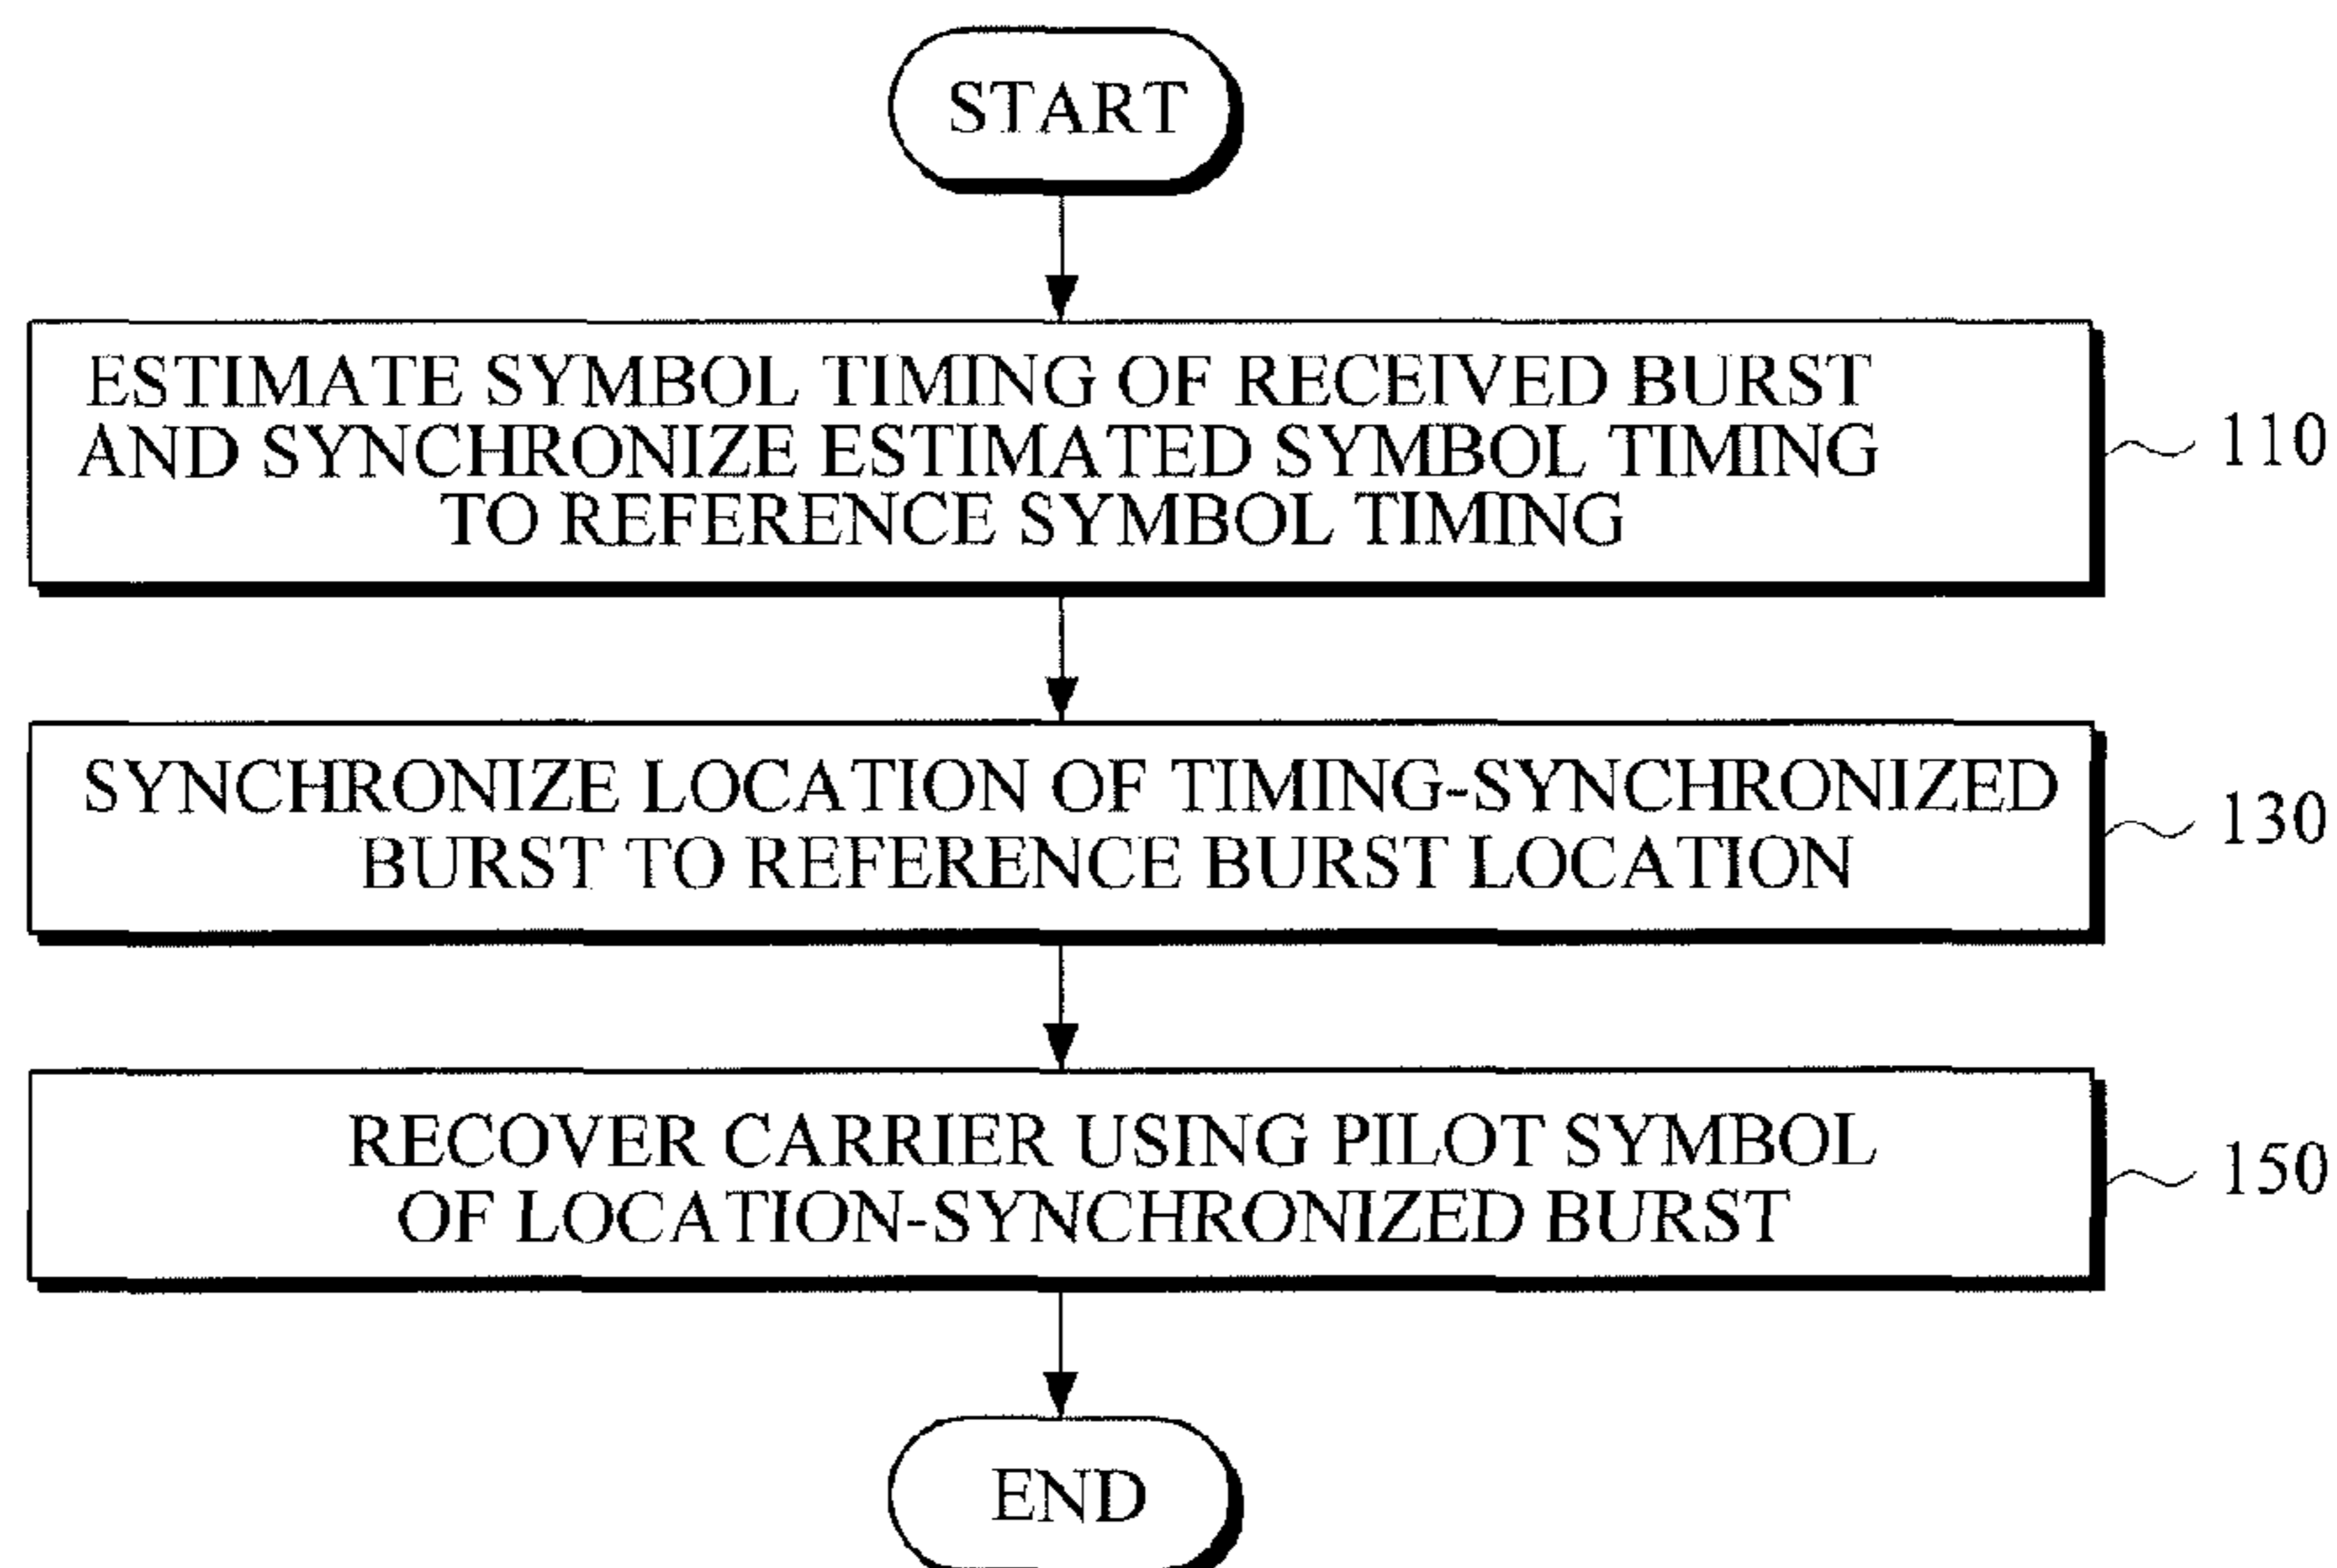 START
ESTIMATE SYMBOL TIMING OF RECEIVED BURST
AND SYNCHRONIZE ESTIMATED SYMBOL TIMING
TO REFERENCE SYMBOL TIMING
110
SYNCHRONIZE LOCATION OF TIMING-SYNCHRONIZED
BURST TO REFERENCE BURST LOCATION
130
RECOVER CARRIER USING PILOT SYMBOL
OF LOCATION-SYNCHRONIZED BURST
150
END